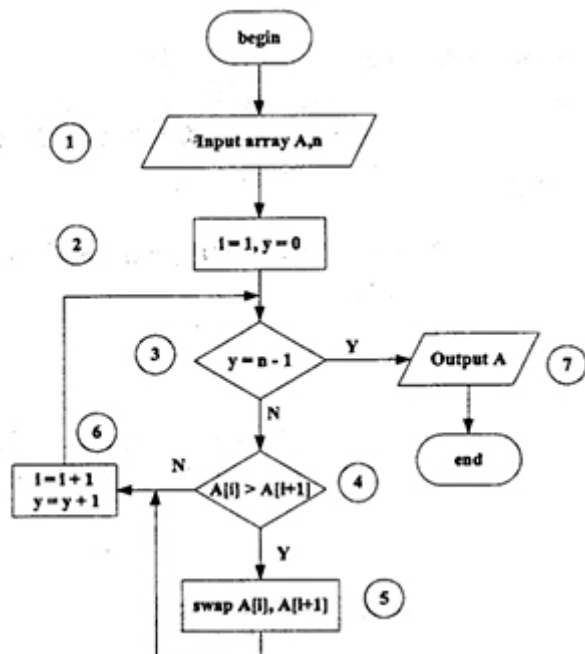 begin
1
Input array A,n
2
i = 1, y = 0
3
y = n - 1
Y
Output A
7
N
end
6
i = i + 1
y = y + 1
N
A[i] > A[i+1]
4
Y
swap A[i], A[i+1]
5